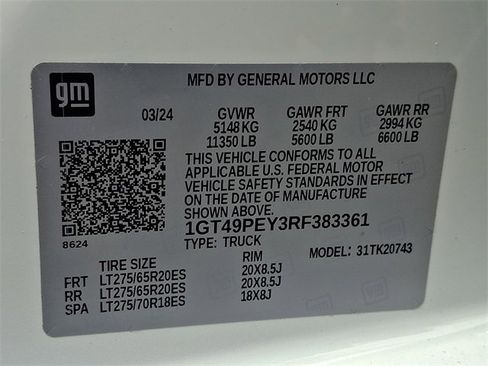 gm
MFD BY GENERAL MOTORS LLC
03/24 GVWR GAWR FRT GAWR RR
5148 KG 2540 KG 2994 KG
11350 LB 5600 LB 6600 LB
THIS VEHICLE CONFORMS TO ALL
APPLICABLE U.S. FEDERAL MOTOR
VEHICLE SAFETY STANDARDS IN EFFECT
ON THE DATE OF MANUFACTURE
SHOWN ABOVE.
8624
1GT49PEY3RF383361
TYPE: TRUCK MODEL: 31TK20743
TIRE SIZE RIM
FRT LT275/65R20ES 20X8.5J
RR LT275/65R20ES 20X8.5J
SPA LT275/70R18ES 18X8J